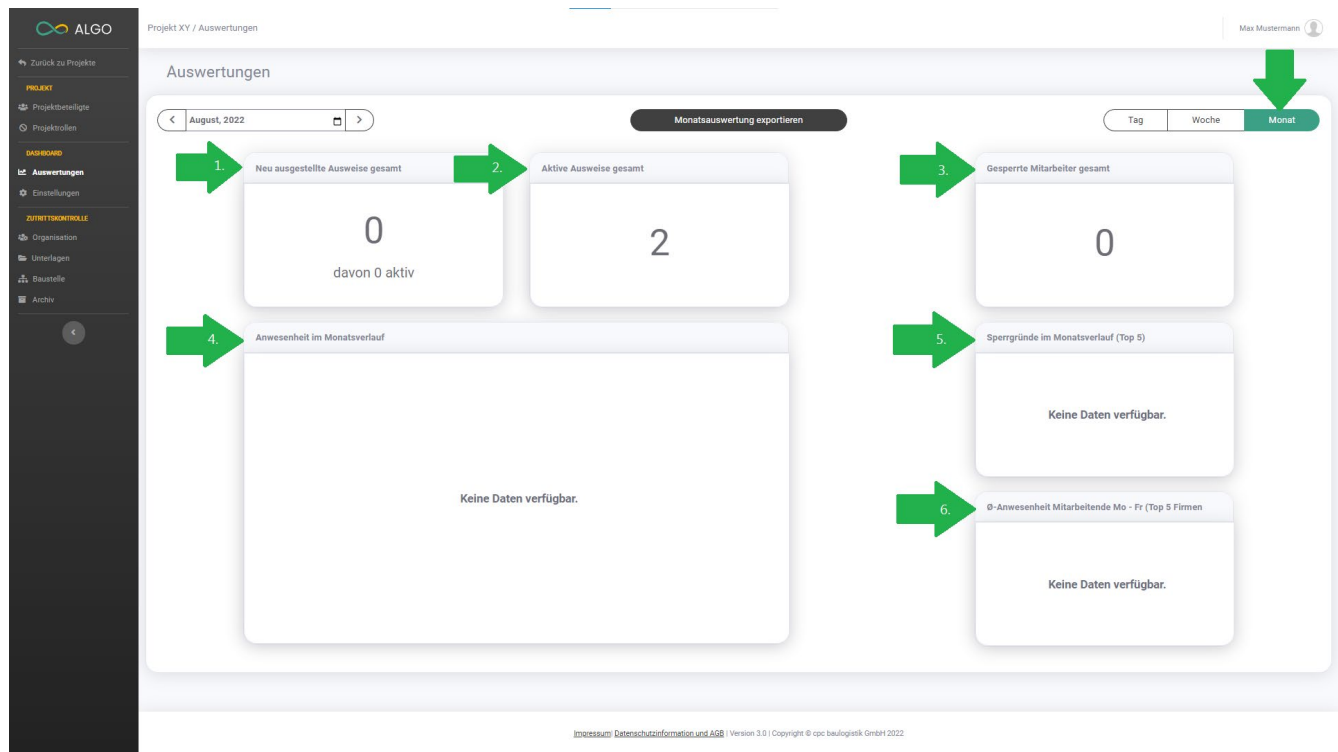 ALGO
Projekt XY / Auswertungen
Max Mustermann
Zurück zu Projekte
PROJEKT
Projektbeteiligte
Projektrollen
DASHBOARD
Auswertungen
Einstellungen
ZUTRITTSKONTROLLE
Organisation
Unterlagen
Baustelle
Archiv
Auswertungen
August, 2022
Monatsauswertung exportieren
Tag
Woche
Monat
1.
Neu ausgestellte Ausweise gesamt
0
davon 0 aktiv
2.
Aktive Ausweise gesamt
2
3.
Gesperrte Mitarbeiter gesamt
0
4.
Anwesenheit im Monatsverlauf
Keine Daten verfügbar.
5.
Sperrgründe im Monatsverlauf (Top 5)
Keine Daten verfügbar.
6.
Ø-Anwesenheit Mitarbeitende Mo - Fr (Top 5 Firmen
Keine Daten verfügbar.
Impressum| Datenschutzinformation und AGB | Version 3.0 | Copyright © cpc baulogistik GmbH 2022